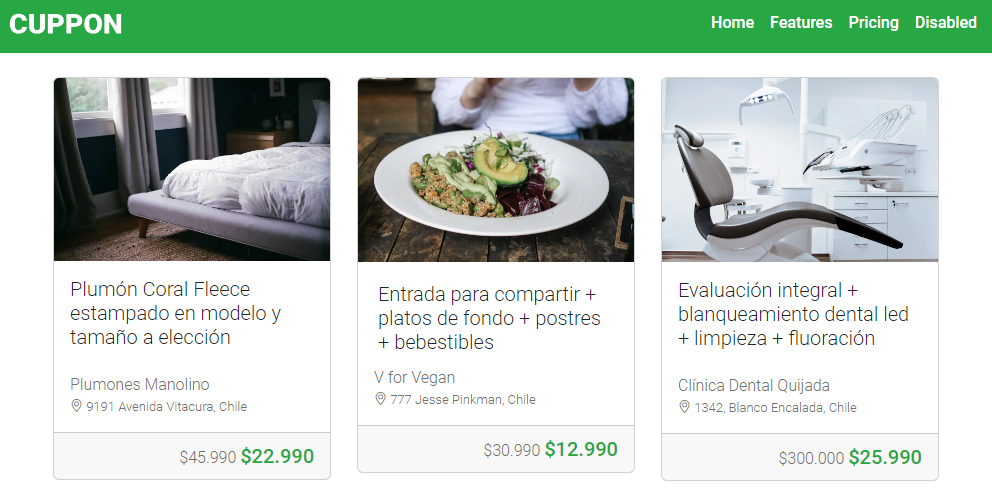 CUPPON
Home Features Pricing Disabled
Plumón Coral Fleece
estampado en modelo y
tamaño a elección
Plumones Manolino
9191 Avenida Vitacura, Chile
$45.990 $22.990
Entrada para compartir +
platos de fondo + postres
+ bebestibles
V for Vegan
777 Jesse Pinkman, Chile
$30.990 $12.990
Evaluación integral +
blanqueamiento dental led
+ limpieza + fluoración
Clínica Dental Quijada
1342, Blanco Encalada, Chile
$300.000 $25.990